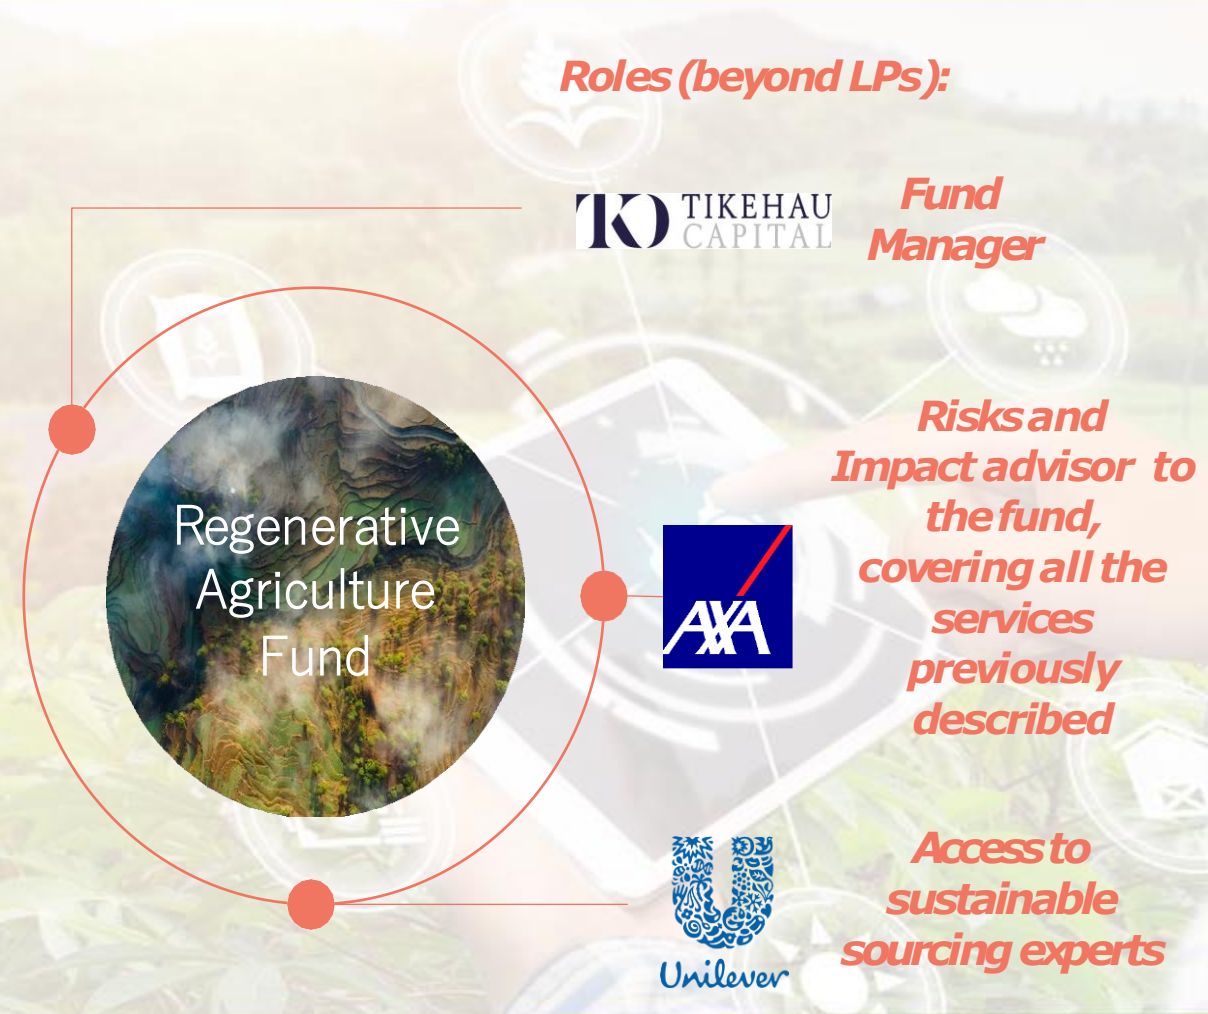 Roles (beyond LPs):
TIKEHAU
CAPITAL
Fund
Manager
Regenerative
Agriculture
Fund
AXA
Risks and
Impact advisor to
the fund,
covering all the
services
previously
described
Unilever
Access to
sustainable
sourcing experts